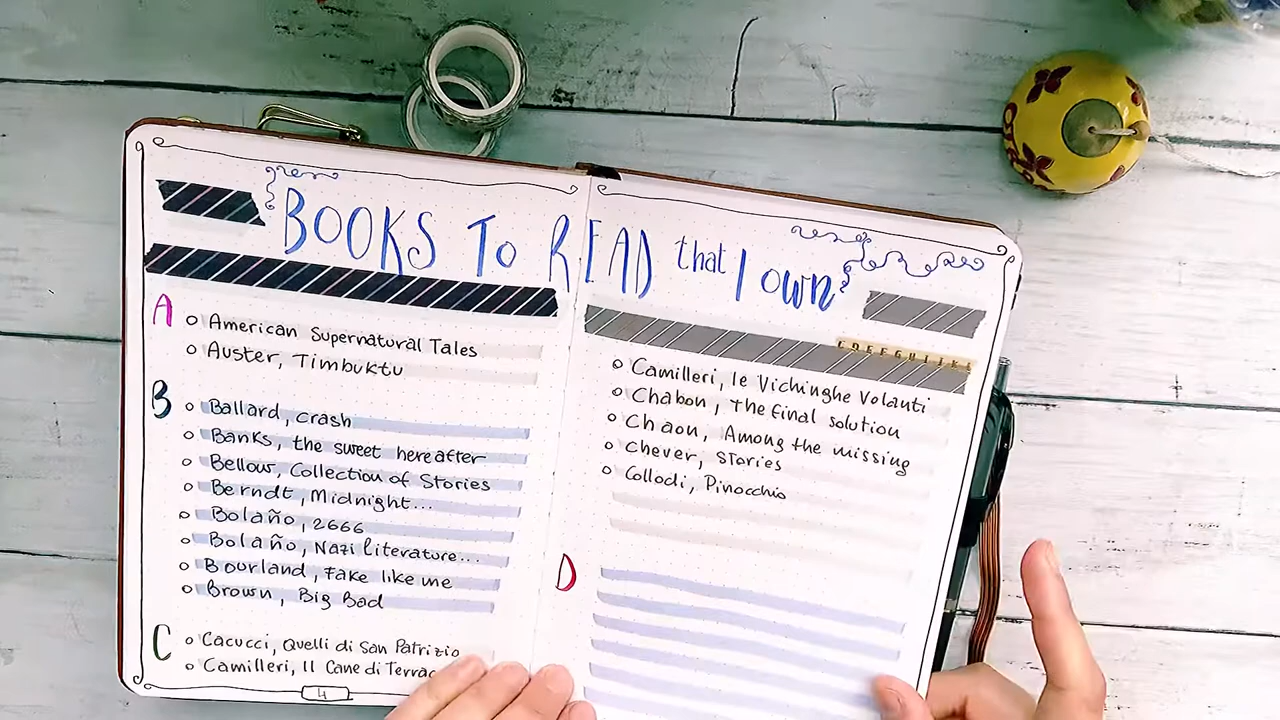 BOOKS TO READ that I own
A
American Supernatural Tales
Auster, Timbuktu
B
Ballard, crash
Banks, the sweet hereafter
Bellow, Collection of Stories
Berndt, Midnight...
Bolaño, 2666
Bolaño, Nazi literature...
Bourland, Fake like me
Brown, Big Bad
C
Cacucci, Quelli di San Patrizio
Camilleri, Il Cane di
4
Camilleri, le Vichinghe Volanti
Chabon, the final solution
Chaon, Among the missing
Chever, Stories
Collodi, Pinocchio
D